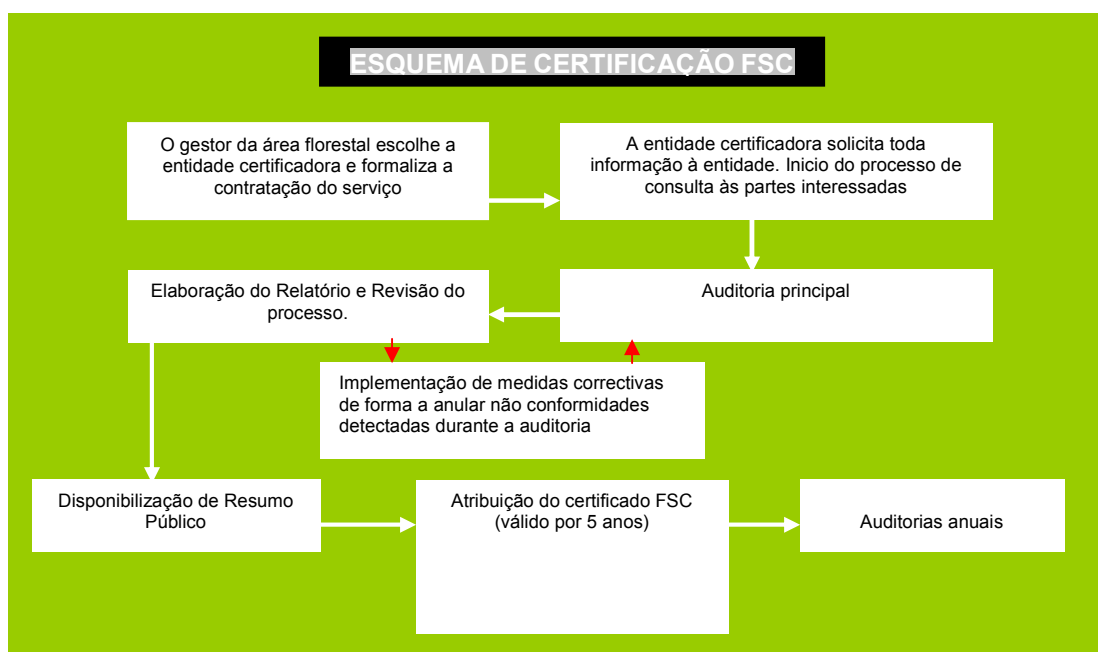 ESQUEMA DE CERTIFICAÇÃO FSC
O gestor da área florestal escolhe a
entidade certificadora e formaliza a
contratação do serviço
A entidade certificadora solicita toda
informação à entidade. Inicio do processo de
consulta às partes interessadas
Elaboração do Relatório e Revisão do
processo.
Auditoria principal
Implementação de medidas correctivas
de forma a anular não conformidades
detectadas durante a auditoria
Disponibilização de Resumo
Público
Atribuição do certificado FSC
(válido por 5 anos)
Auditorias anuais